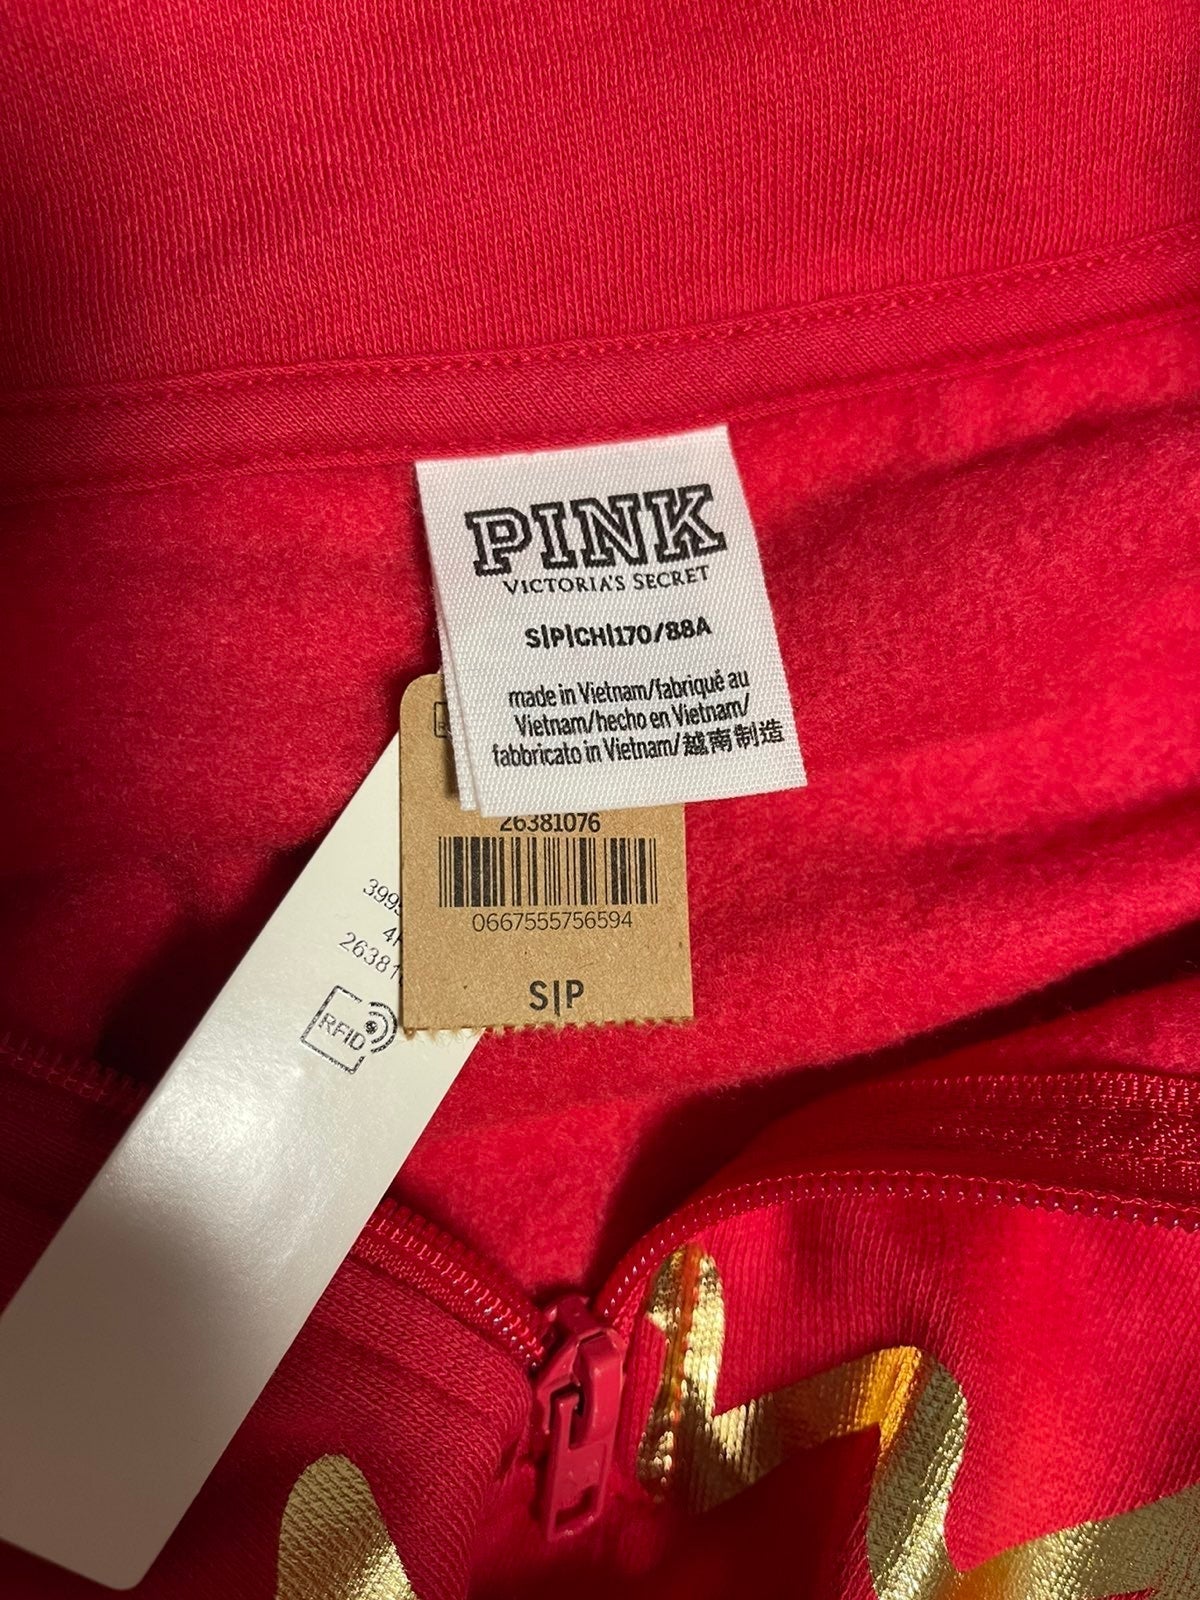 PINK
VICTORIA'S SECRET
S|P|CH|170/88A
made in Vietnam/fabriqué au
Vietnam/hecho en Vietnam/
fabbricato in Vietnam/越南制造
26381076
0667555756594
S|P
RFID